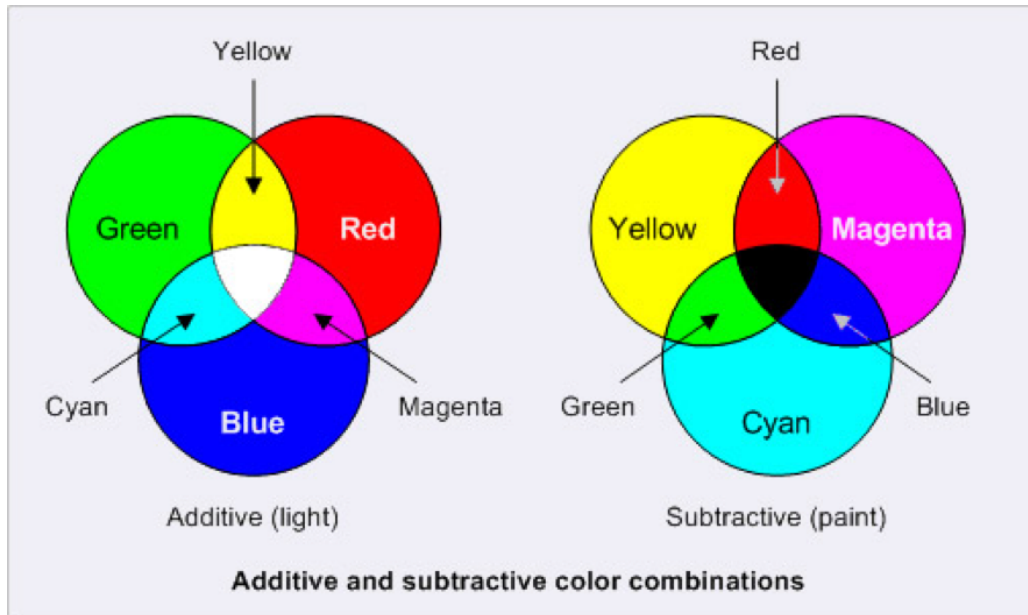 Yellow
Green
Red
Cyan
Blue
Magenta
Additive (light)
Red
Yellow
Magenta
Green
Cyan
Blue
Subtractive (paint)
Additive and subtractive color combinations